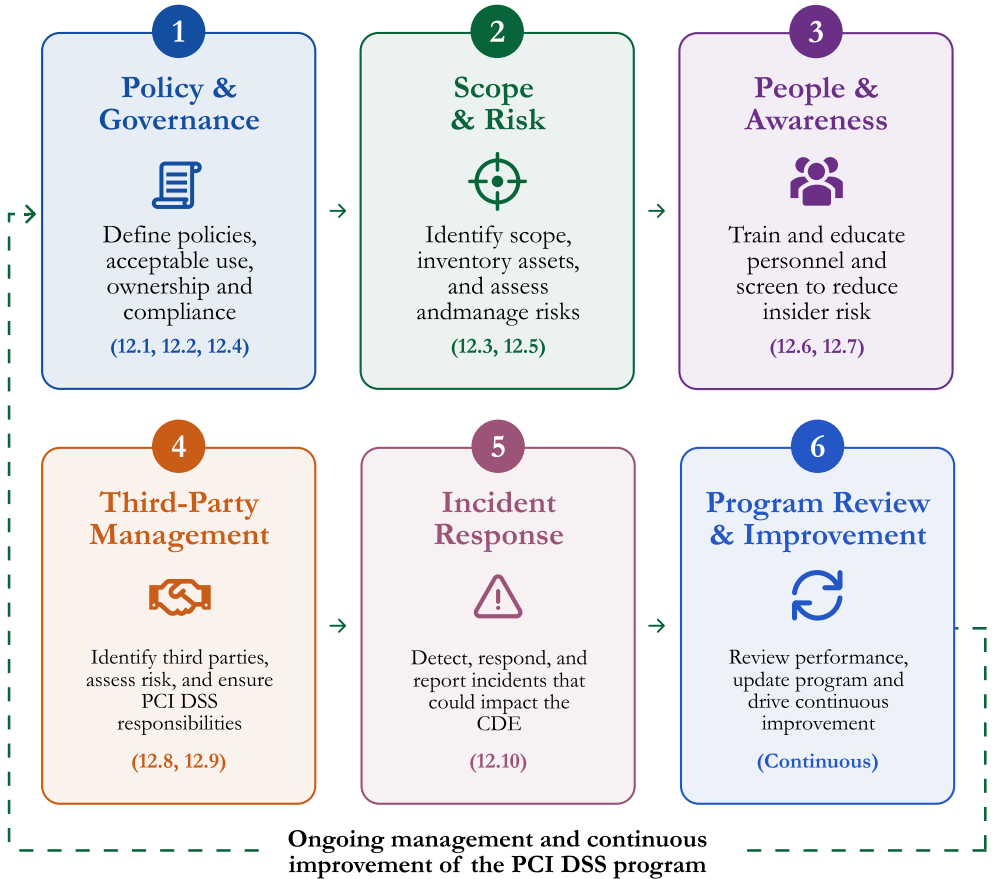 1
Policy &
Governance
Define policies,
acceptable use,
ownership and
compliance
(12.1, 12.2, 12.4)
2
Scope
& Risk
Identify scope,
inventory assets,
and assess
andmanage risks
(12.3, 12.5)
3
People &
Awareness
Train and educate
personnel and
screen to reduce
insider risk
(12.6, 12.7)
4
Third-Party
Management
Identify third parties,
assess risk, and ensure
PCI DSS
responsibilities
(12.8, 12.9)
5
Incident
Response
Detect, respond, and
report incidents that
could impact the
CDE
(12.10)
6
Program Review
& Improvement
Review performance,
update program and
drive continuous
improvement
(Continuous)
Ongoing management and continuous
improvement of the PCI DSS program